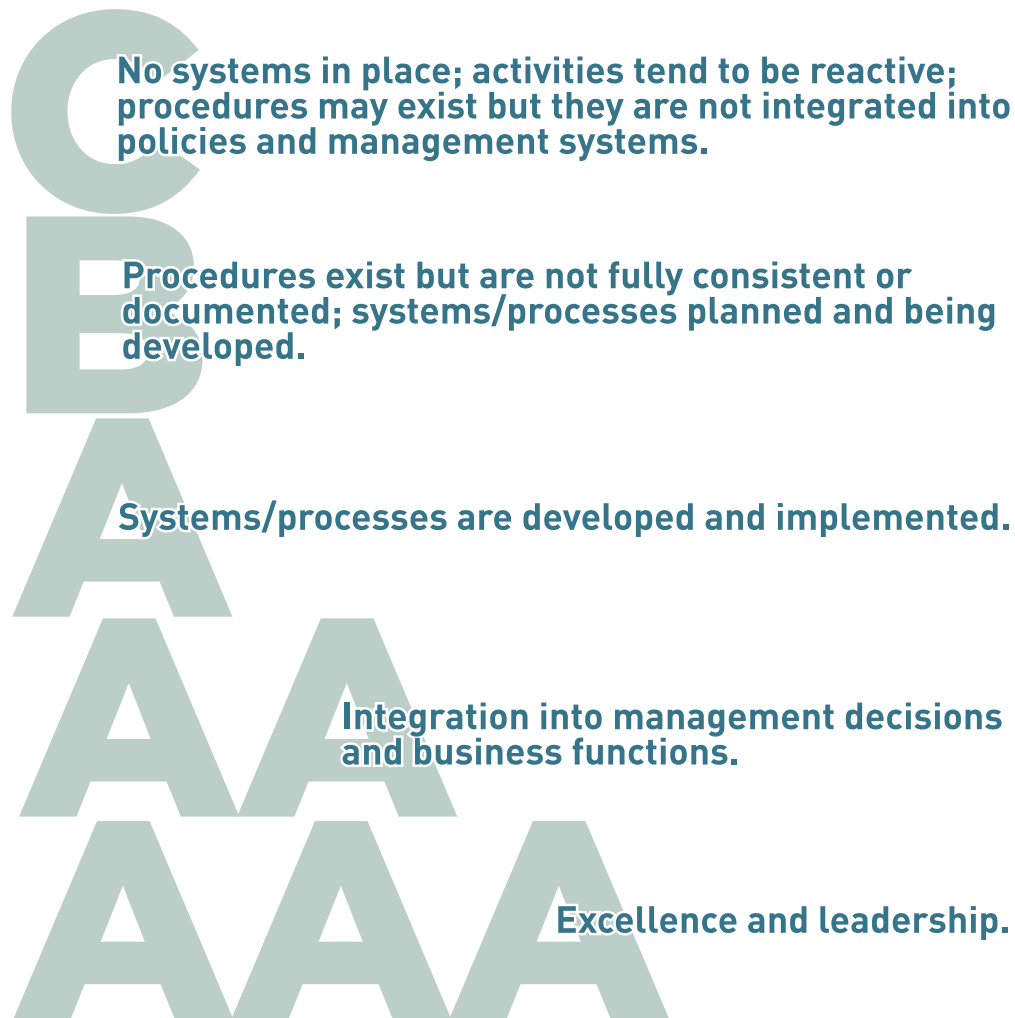 C
No systems in place; activities tend to be reactive;
procedures may exist but they are not integrated into
policies and management systems.
B
Procedures exist but are not fully consistent or
documented; systems/processes planned and being
developed.
A
Systems/processes are developed and implemented.
AA
Integration into management decisions
and business functions.
AAA
Excellence and leadership.